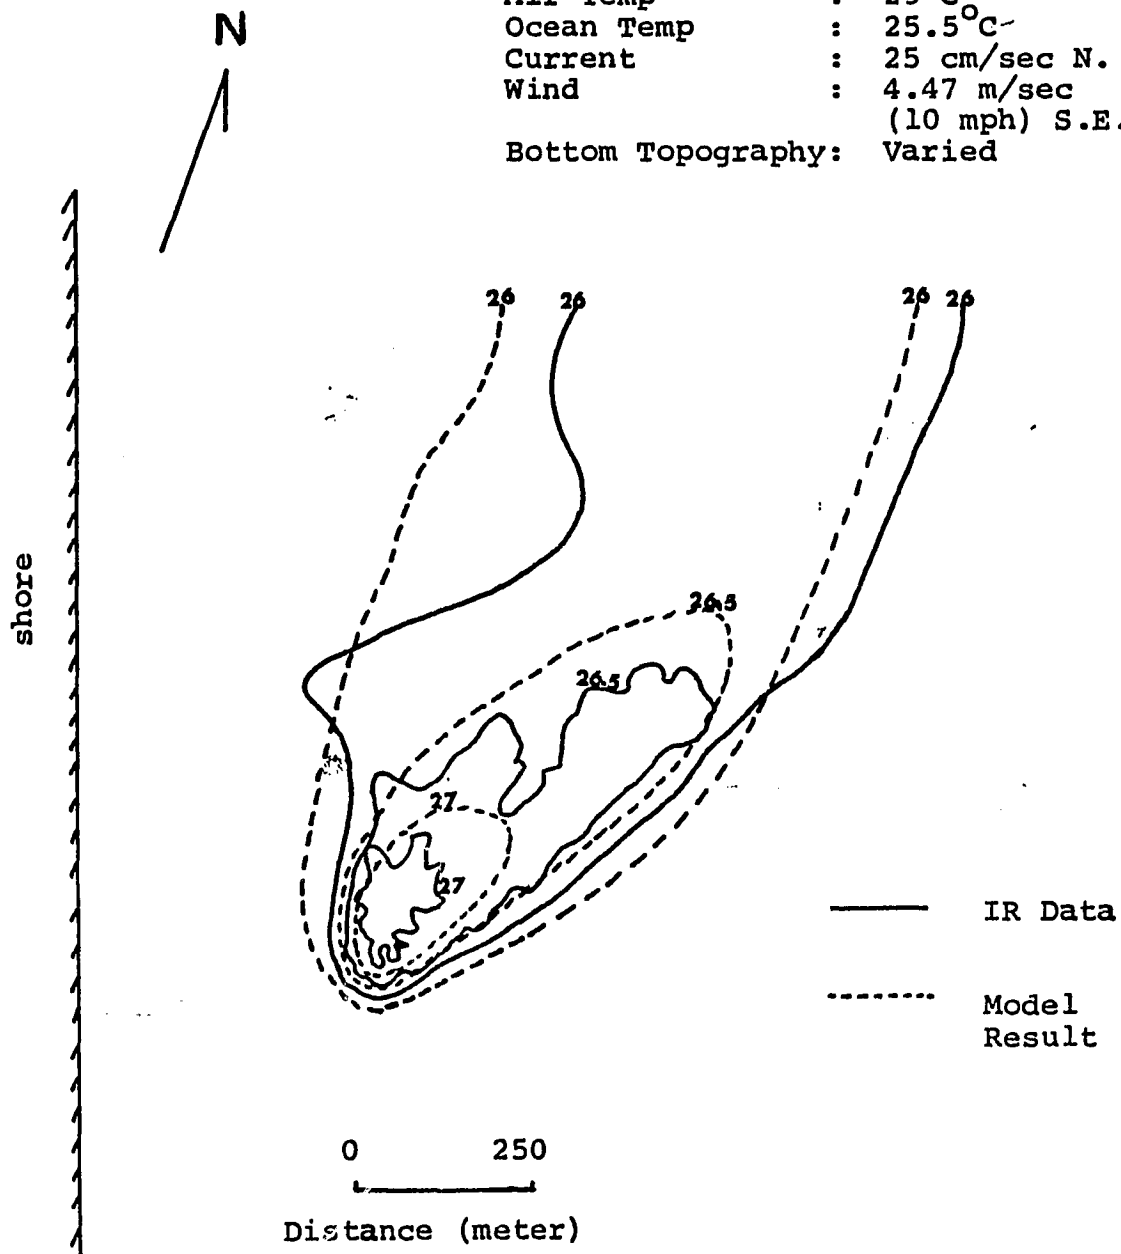 N
Ocean Temp : 25.5°C
Current : 25 cm/sec N.
Wind : 4.47 m/sec
(10 mph) S.E.
Bottom Topography: Varied
26 26 26 26
26.5
26.5
27
27
shore
IR Data
Model
Result
0 250
Distance (meter)